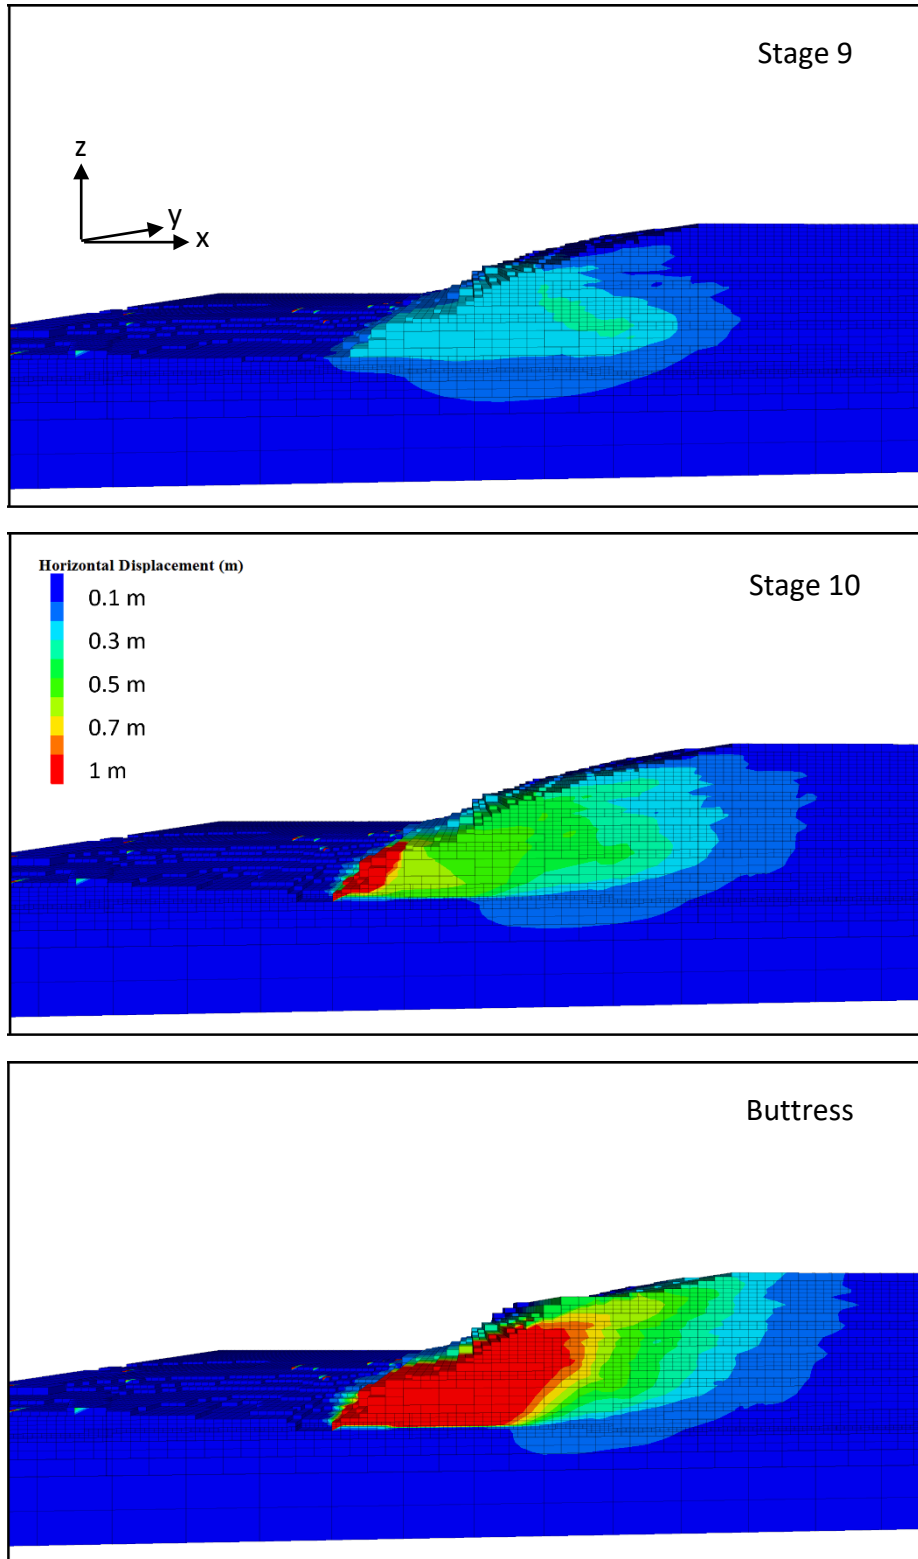 Stage 9
z
y
x
Horizontal Displacement (m)
Stage 10
0.1 m
0.3 m
0.5 m
0.7 m
1 m
Buttress